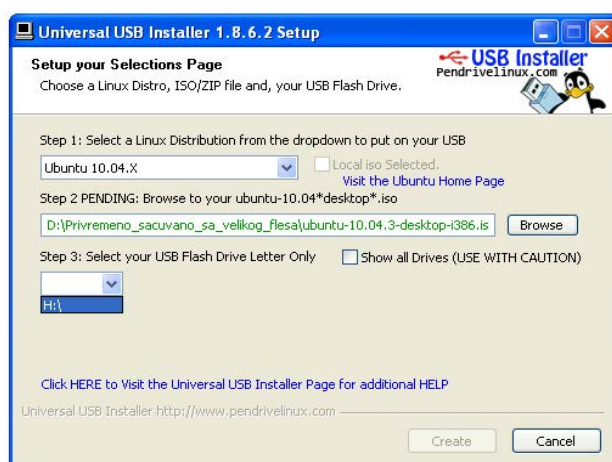 Universal USB Installer 1.8.6.2 Setup
Setup your Selections Page
Choose a Linux Distro, ISO/ZIP file and, your USB Flash Drive.
USB Installer
Pendrivelinux.com
Step 1: Select a Linux Distribution from the dropdown to put on your USB
Ubuntu 10.04.X
Local iso Selected.
Visit the Ubuntu Home Page
Step 2 PENDING: Browse to your ubuntu-10.04*desktop*.iso
D:\Privremeno_sacuvano_sa_velikog_flesa\ubuntu-10.04.3-desktop-i386.is
Browse
Step 3: Select your USB Flash Drive Letter Only
Show all Drives (USE WITH CAUTION)
H:\
Click HERE to Visit the Universal USB Installer Page for additional HELP
Universal USB Installer http://www.pendrivelinux.com
Create
Cancel